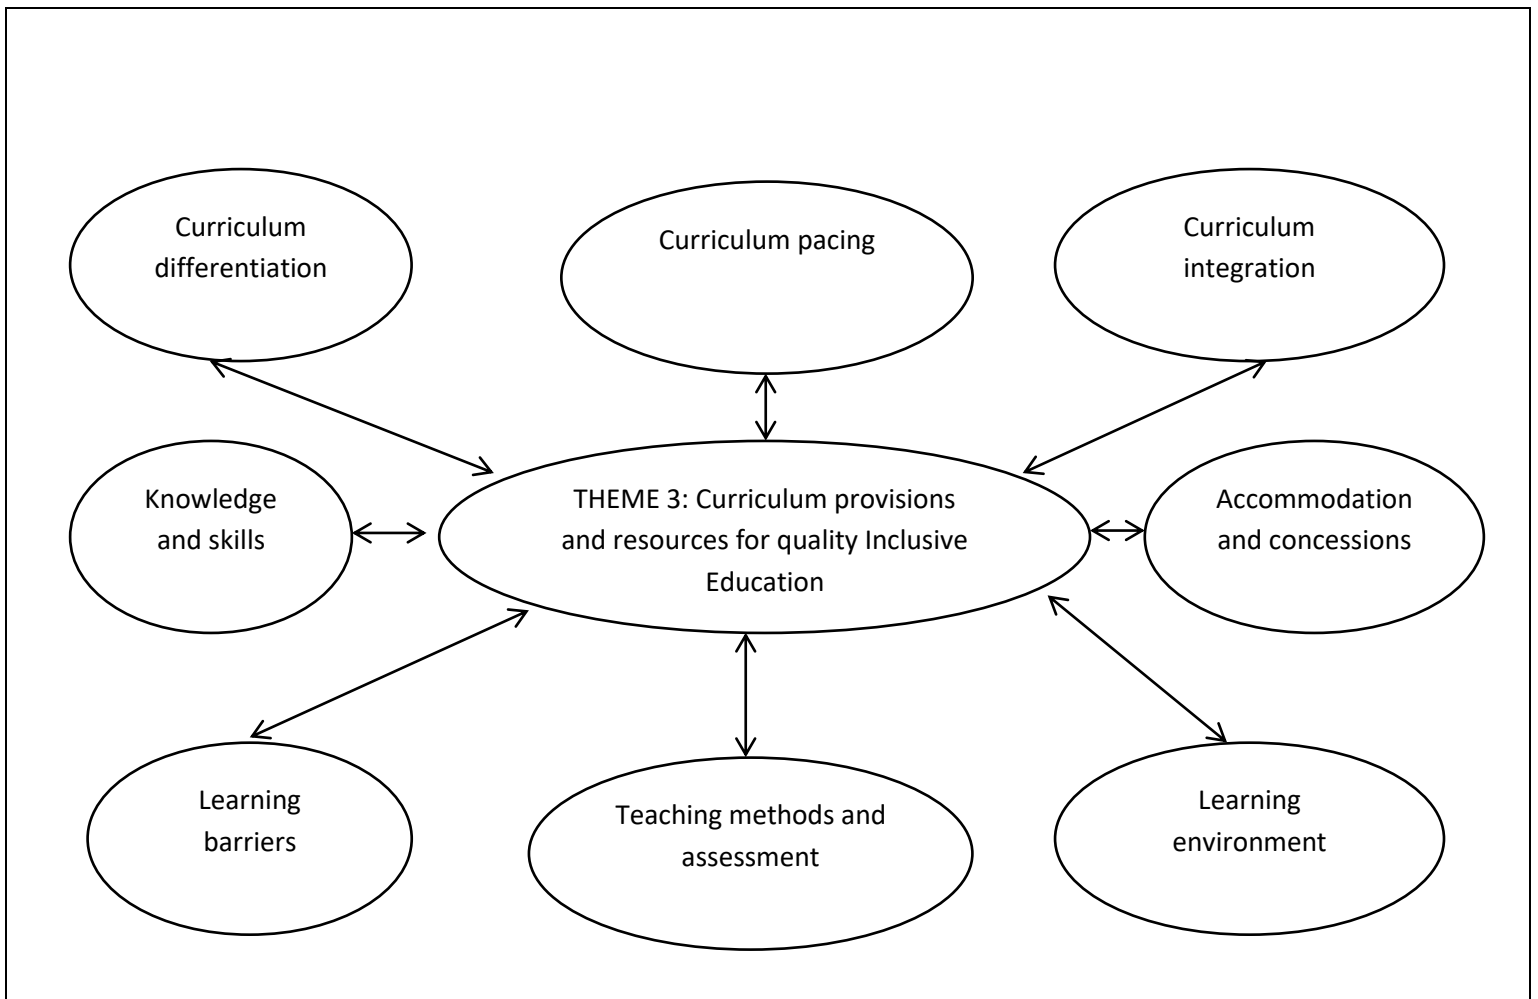 Curriculum
differentiation
Curriculum pacing
Curriculum
integration
Knowledge
and skills
THEME 3: Curriculum provisions
and resources for quality Inclusive
Education
Accommodation
and concessions
Learning
barriers
Teaching methods and
assessment
Learning
environment